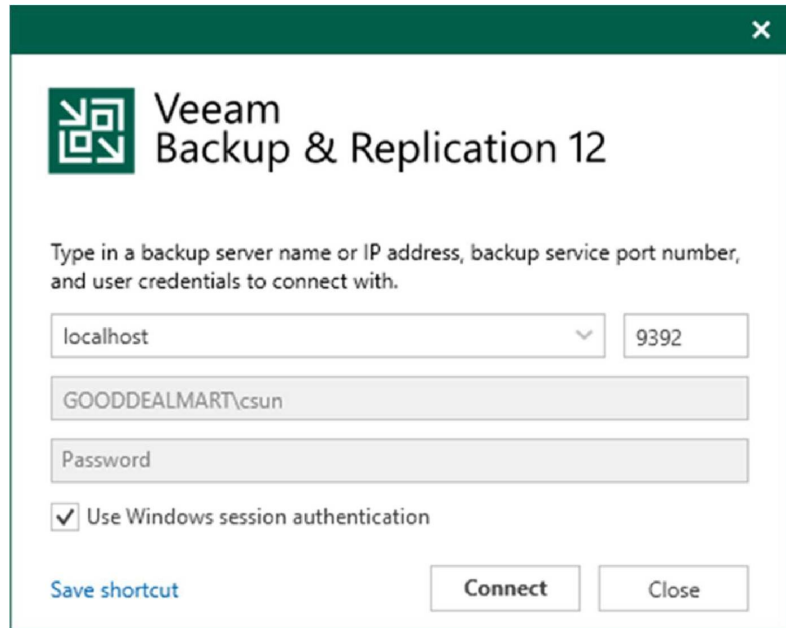 Veeam
Backup & Replication 12
Type in a backup server name or IP address, backup service port number,
and user credentials to connect with.
localhost
9392
GOODDEALMART\csun
Password
Use Windows session authentication
Save shortcut
Connect
Close